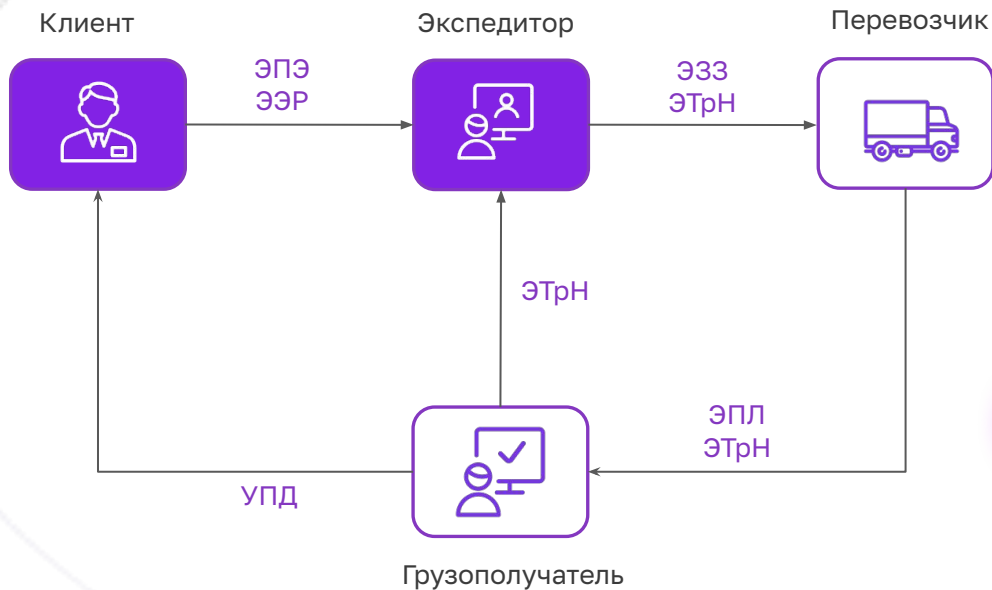 Клиент
Экспедитор
Перевозчик
ЭПЭ
ЭЭР
ЭЗЗ
ЭТрН
ЭТрН
ЭПЛ
ЭТрН
УПД
Грузополучатель